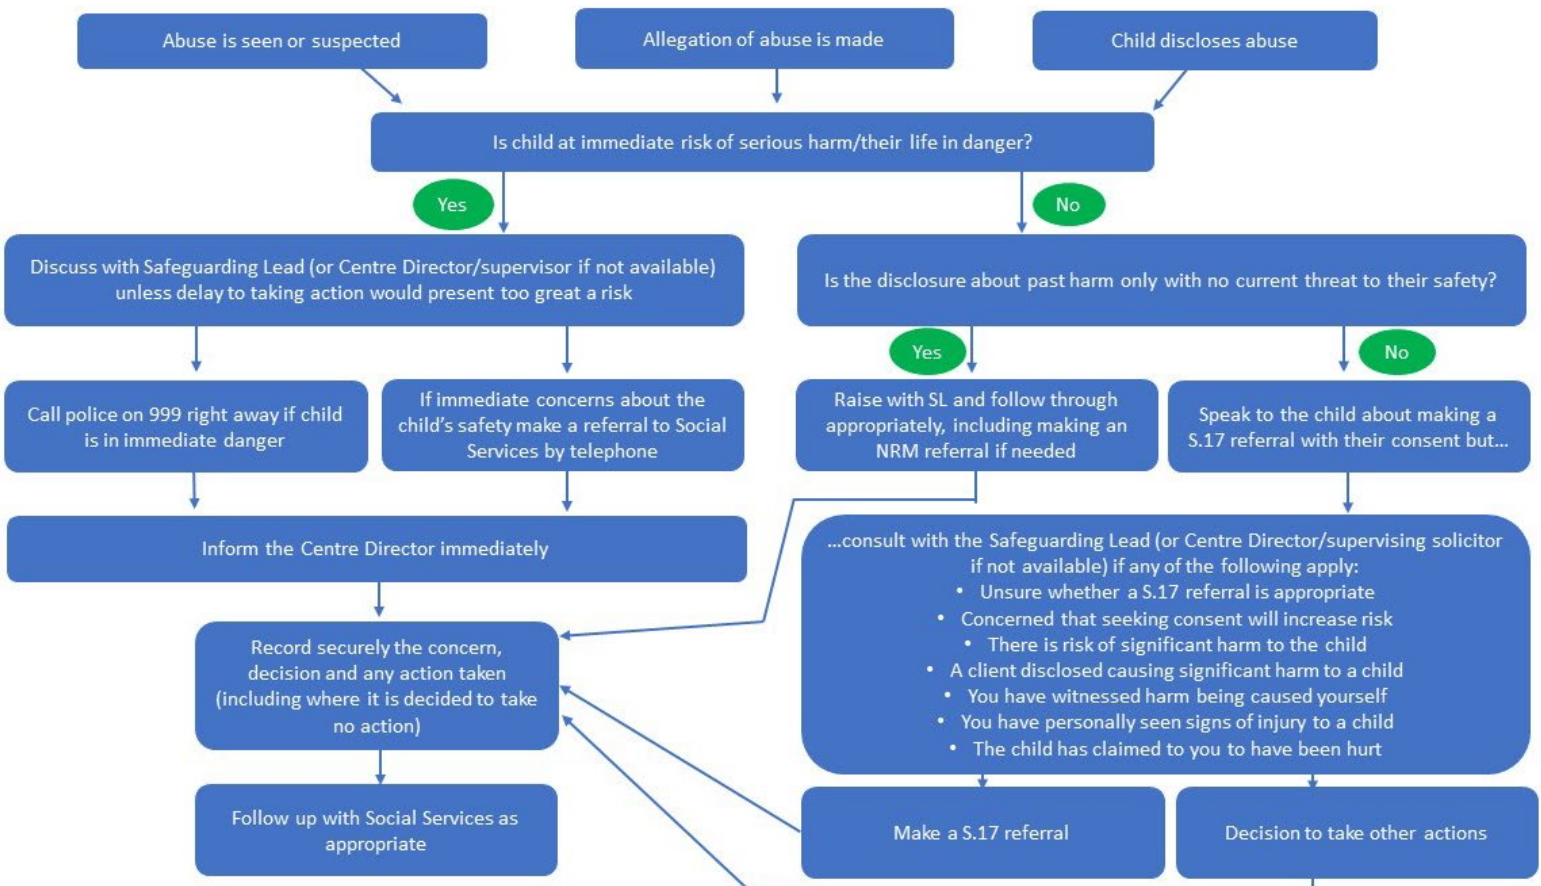 Abuse is seen or suspected
Allegation of abuse is made
Child discloses abuse
Is child at immediate risk of serious harm/their life in danger?
Yes
No
Discuss with Safeguarding Lead (or Centre Director/supervisor if not available)
unless delay to taking action would present too great a risk
Is the disclosure about past harm only with no current threat to their safety?
Yes
No
Call police on 999 right away if child
is in immediate danger
If immediate concerns about the
child’s safety make a referral to Social
Services by telephone
Raise with SL and follow through
appropriately, including making an
NRM referral if needed
Speak to the child about making a
S.17 referral with their consent but…
Inform the Centre Director immediately
…consult with the Safeguarding Lead (or Centre Director/supervising solicitor
if not available) if any of the following apply:
• Unsure whether a S.17 referral is appropriate
• Concerned that seeking consent will increase risk
• There is risk of significant harm to the child
• A client disclosed causing significant harm to a child
• You have witnessed harm being caused yourself
• You have personally seen signs of injury to a child
• The child has claimed to you to have been hurt
Record securely the concern,
decision and any action taken
(including where it is decided to take
no action)
Follow up with Social Services as
appropriate
Make a S.17 referral
Decision to take other actions